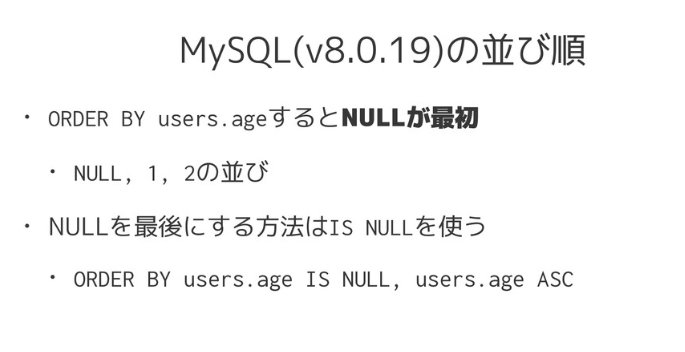 MySQL(v8.0.19)の並び順
・ ORDER BY users.ageするとNULLが最初
・ NULL, 1, 2の並び
・ NULLを最後にする方法はIS NULLを使う
・ ORDER BY users.age IS NULL, users.age ASC